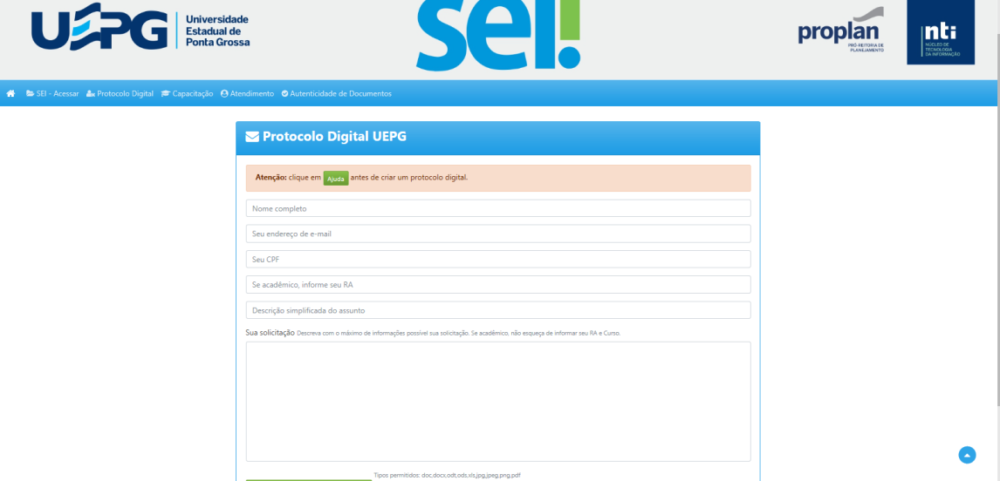 UEPG
Universidade
Estadual de
Ponta Grossa
sei!
proplan
PRÓ-REITORIA DE
PLANEJAMENTO
nti
NÚCLEO DE
TECNOLOGIA
DA INFORMAÇÃO
SEI - Acessar Protocolo Digital Capacitação Atendimento Autenticidade de Documentos
Protocolo Digital UEPG
Atenção: clique em Ajuda antes de criar um protocolo digital.
Nome completo
Seu endereço de e-mail
Seu CPF
Se acadêmico, informe seu RA
Descrição simplificada do assunto
Sua solicitação Descreva com o máximo de informações possível sua solicitação. Se acadêmico, não esqueça de informar seu RA e Curso.
Tipos permitidos: doc,docx,odt,ods,xls,jpg,jpeg,png,pdf